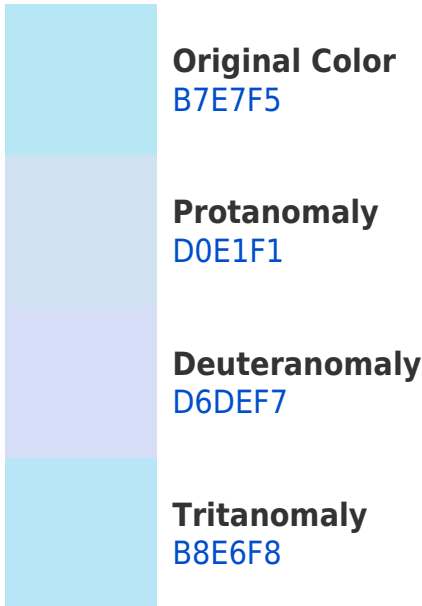 Original Color
B7E7F5
Protanomaly
D0E1F1
Deuteranomaly
D6DEF7
Tritanomaly
B8E6F8